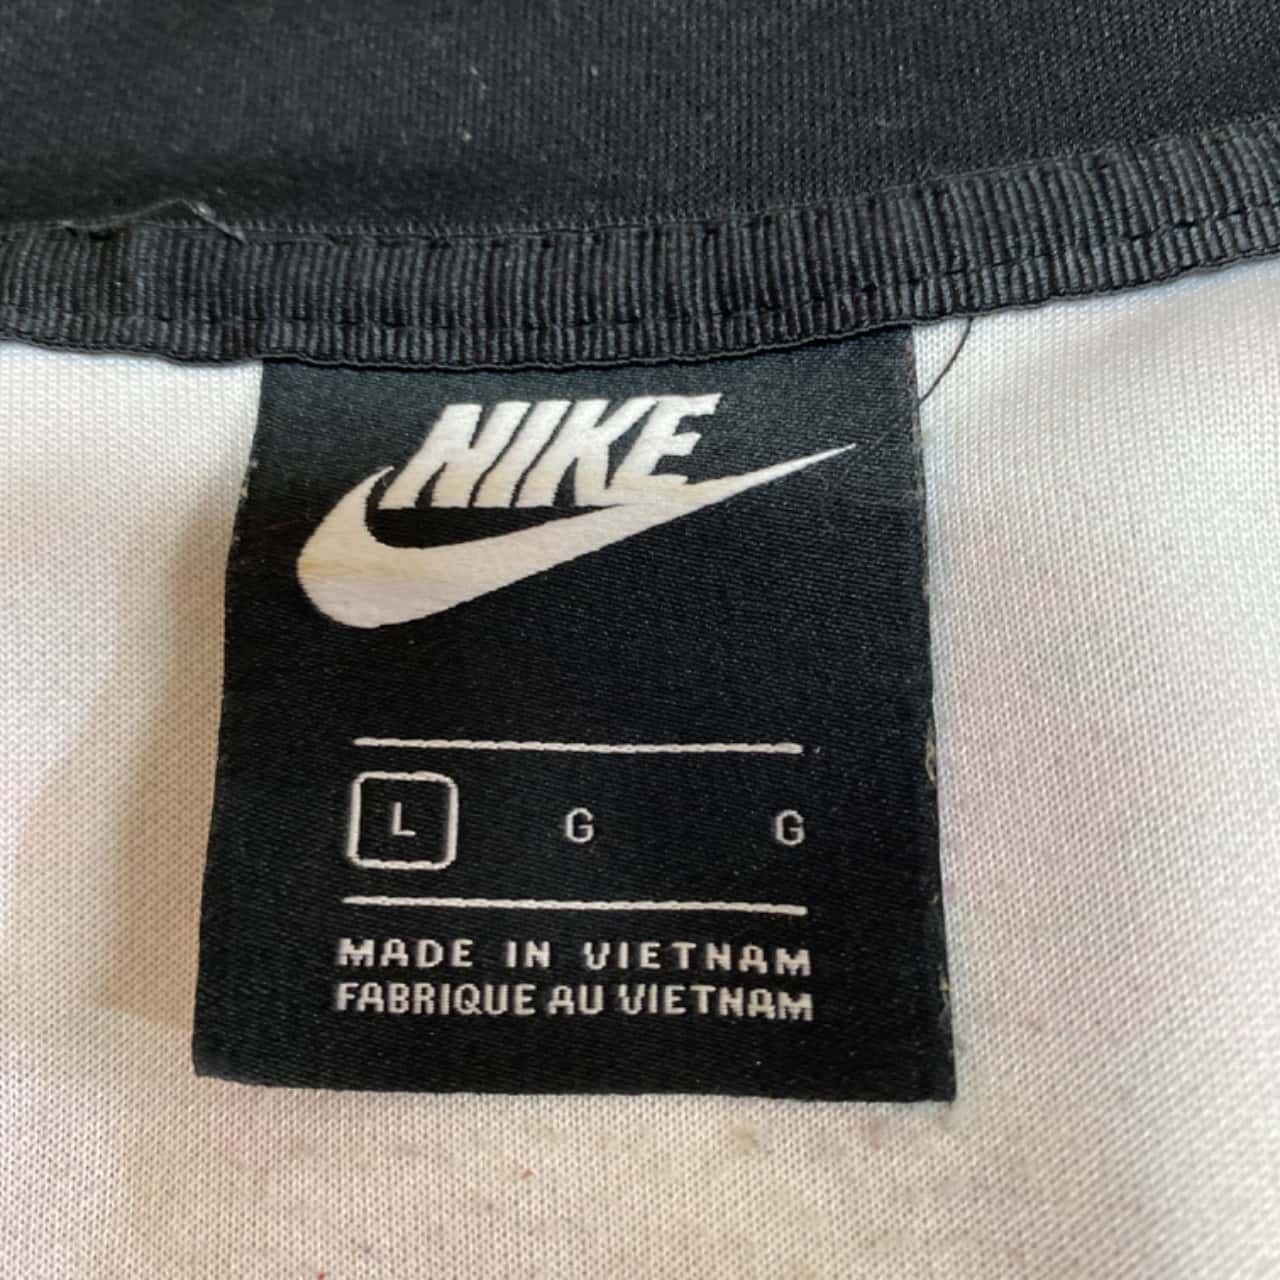 NIKE
L G G
MADE IN VIETNAM
FABRIQUE AU VIETNAM